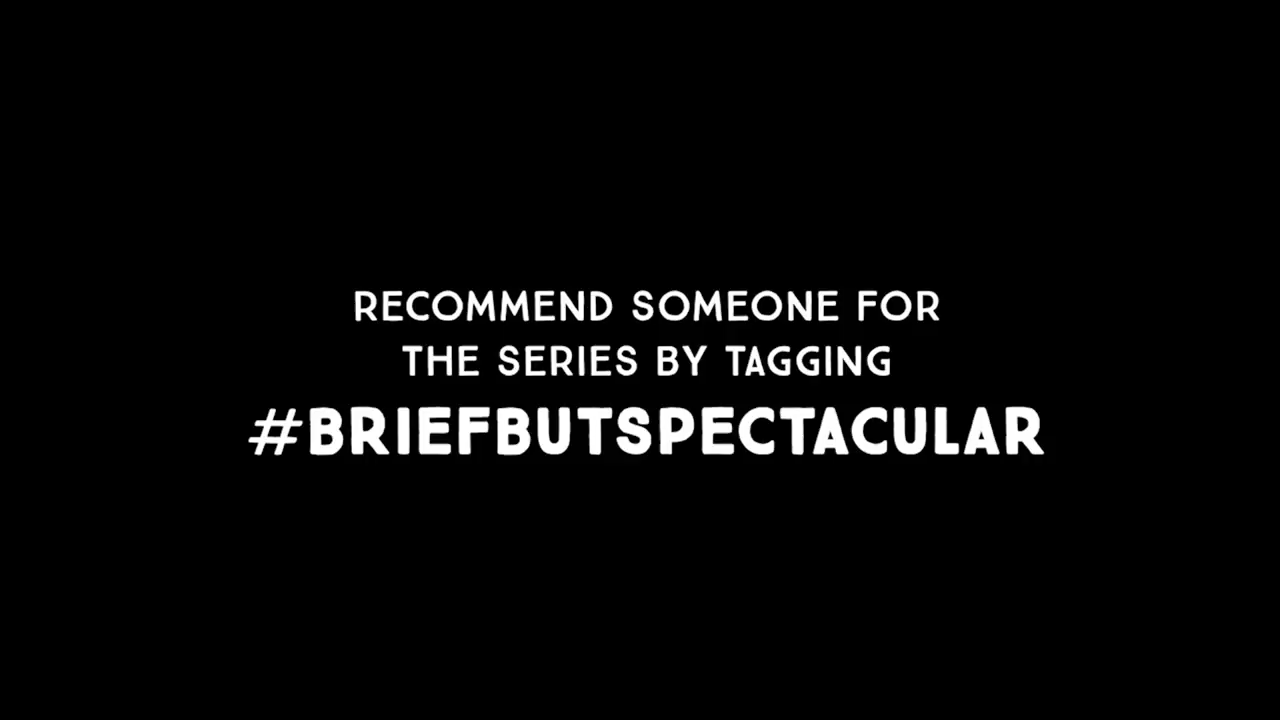 RECOMMEND SOMEONE FOR
THE SERIES BY TAGGING
#BRIEFBUTSPECTACULAR